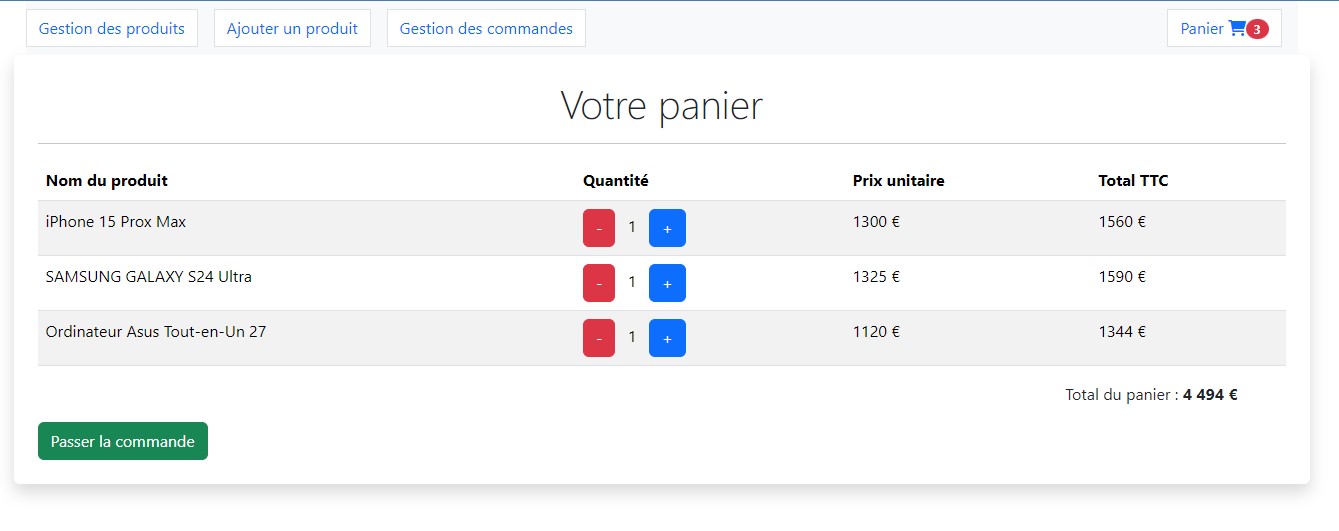 Gestion des produits Ajouter un produit Gestion des commandes Panier 3
Votre panier
Nom du produit Quantité Prix unitaire Total TTC
iPhone 15 Prox Max - 1 + 1300 € 1560 €
SAMSUNG GALAXY S24 Ultra - 1 + 1325 € 1590 €
Ordinateur Asus Tout-en-Un 27 - 1 + 1120 € 1344 €
Total du panier : 4 494 €
Passer la commande